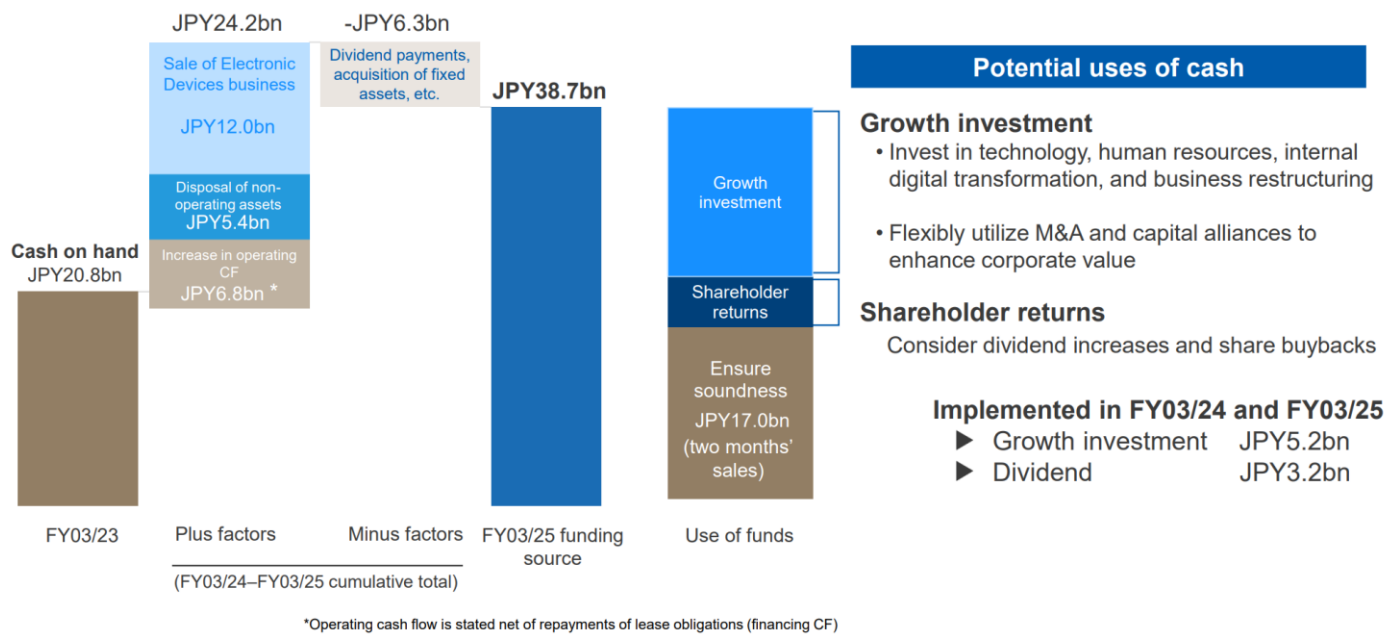 JPY24.2bn
-JPY6.3bn
Sale of Electronic
Devices business
JPY12.0bn
Disposal of non-
operating assets
JPY5.4bn
Increase in operating
CF
JPY6.8bn *
Dividend payments,
acquisition of fixed
assets, etc.
Cash on hand
JPY20.8bn
JPY38.7bn
Growth
investment
Shareholder
returns
Ensure
soundness
JPY17.0bn
(two months'
sales)
FY03/23
Plus factors
Minus factors
(FY03/24–FY03/25 cumulative total)
FY03/25 funding
source
Use of funds
Potential uses of cash
Growth investment
• Invest in technology, human resources, internal
digital transformation, and business restructuring
• Flexibly utilize M&A and capital alliances to
enhance corporate value
Shareholder returns
Consider dividend increases and share buybacks
Implemented in FY03/24 and FY03/25
▶ Growth investment JPY5.2bn
▶ Dividend JPY3.2bn
*Operating cash flow is stated net of repayments of lease obligations (financing CF)